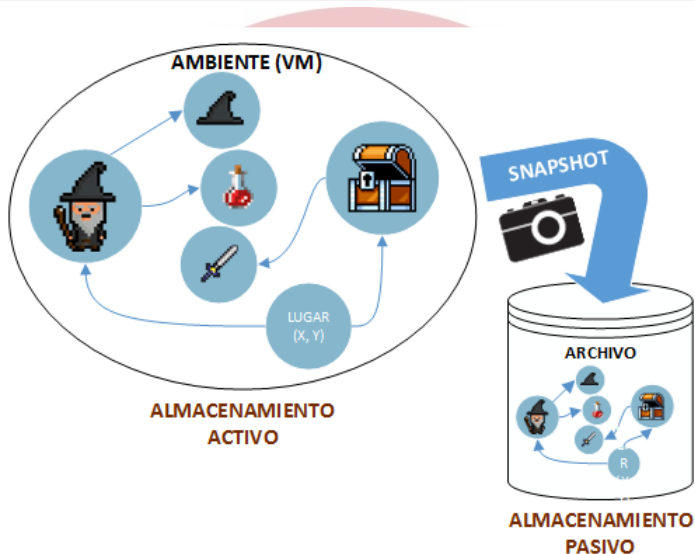 AMBIENTE (VM)
SNAPSHOT
LUGAR
(X, Y)
ALMACENAMIENTO
ACTIVO
ARCHIVO
R
ALMACENAMIENTO
PASIVO